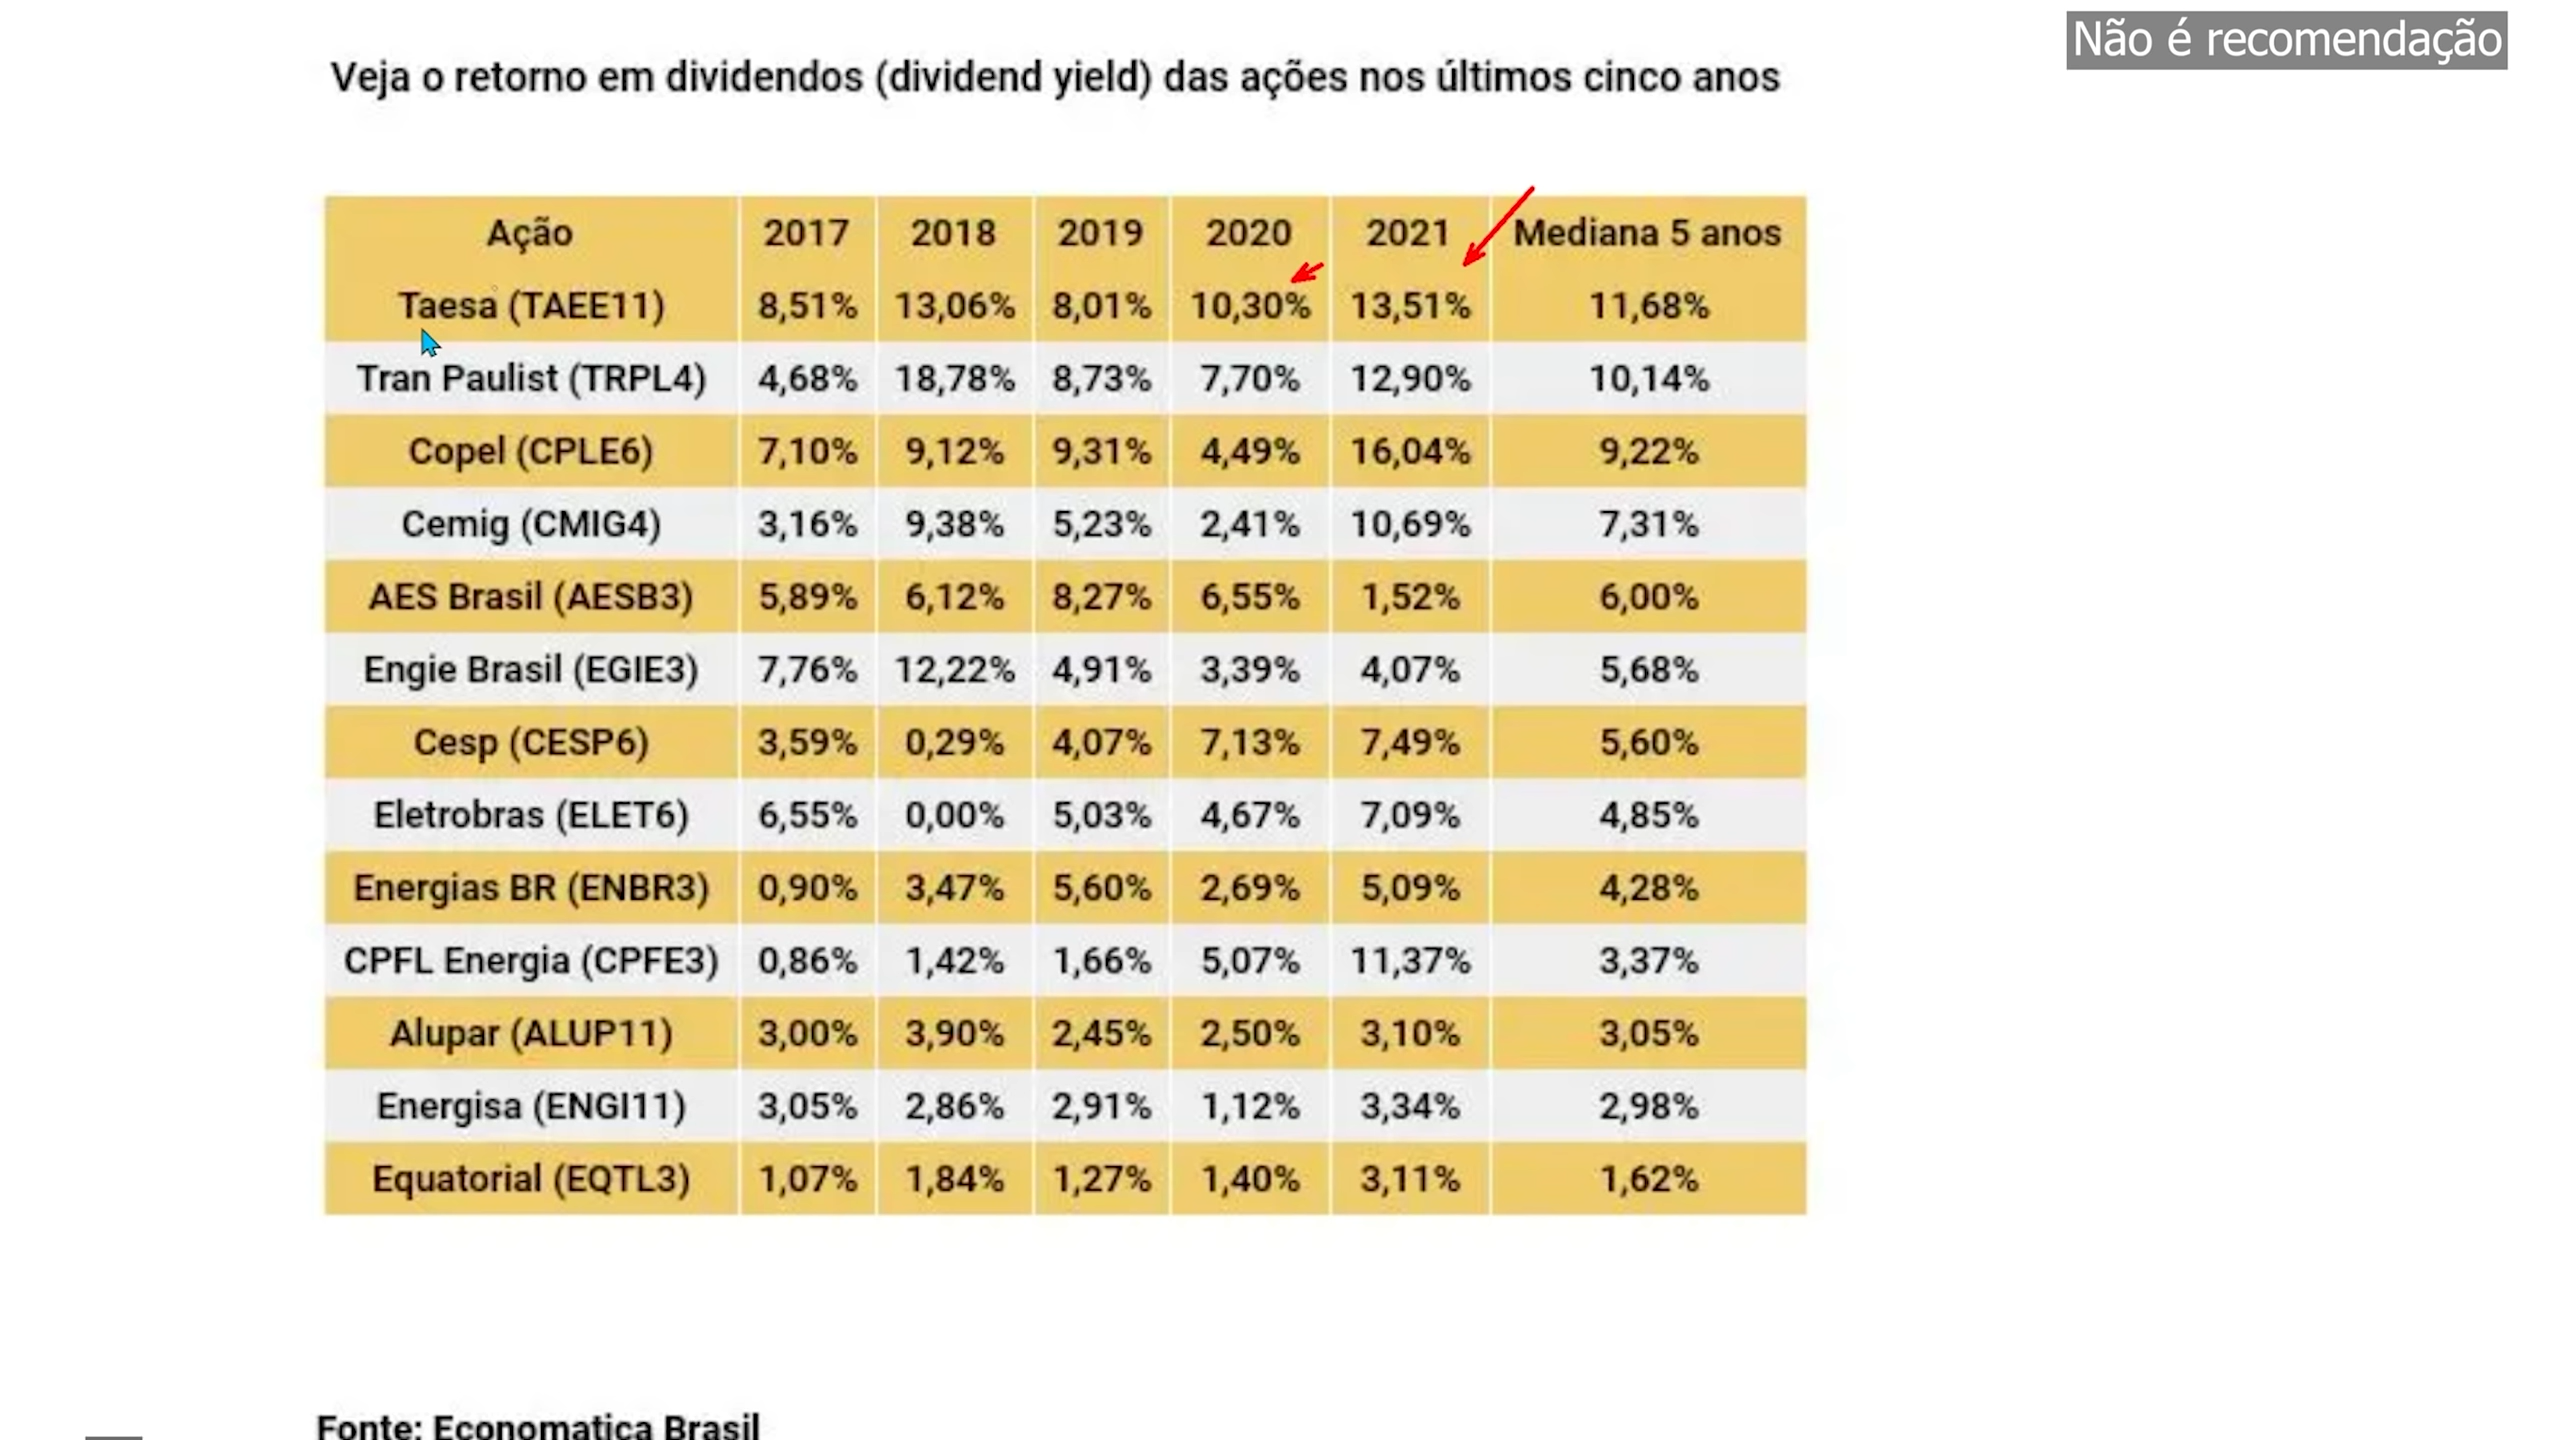 Não é recomendação
Veja o retorno em dividendos (dividend yield) das ações nos últimos cinco anos
Ação 2017 2018 2019 2020 2021 Mediana 5 anos
Taesa (TAEE11) 8,51% 13,06% 8,01% 10,30% 13,51% 11,68%
Tran Paulist (TRPL4) 4,68% 18,78% 8,73% 7,70% 12,90% 10,14%
Copel (CPLE6) 7,10% 9,12% 9,31% 4,49% 16,04% 9,22%
Cemig (CMIG4) 3,16% 9,38% 5,23% 2,41% 10,69% 7,31%
AES Brasil (AESB3) 5,89% 6,12% 8,27% 6,55% 1,52% 6,00%
Engie Brasil (EGIE3) 7,76% 12,22% 4,91% 3,39% 4,07% 5,68%
Cesp (CESP6) 3,59% 0,29% 4,07% 7,13% 7,49% 5,60%
Eletrobras (ELET6) 6,55% 0,00% 5,03% 4,67% 7,09% 4,85%
Energias BR (ENBR3) 0,90% 3,47% 5,60% 2,69% 5,09% 4,28%
CPFL Energia (CPFE3) 0,86% 1,42% 1,66% 5,07% 11,37% 3,37%
Alupar (ALUP11) 3,00% 3,90% 2,45% 2,50% 3,10% 3,05%
Energisa (ENGI11) 3,05% 2,86% 2,91% 1,12% 3,34% 2,98%
Equatorial (EQTL3) 1,07% 1,84% 1,27% 1,40% 3,11% 1,62%
Fonte: Economatica Brasil